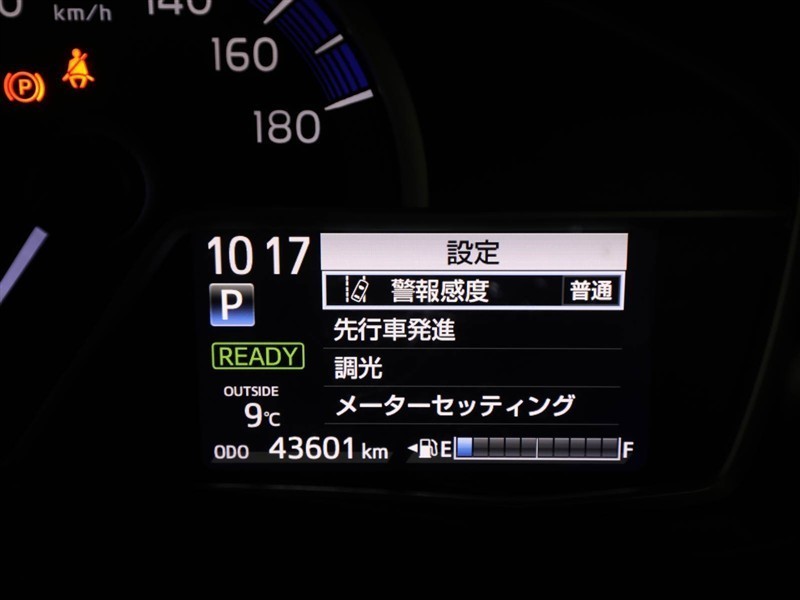 km/h
140
160
180
P
10 17
設定
警報感度 普通
P
先行車発進
READY
調光
OUTSIDE
9℃
メーターセッティング
ODO 43601 km E F